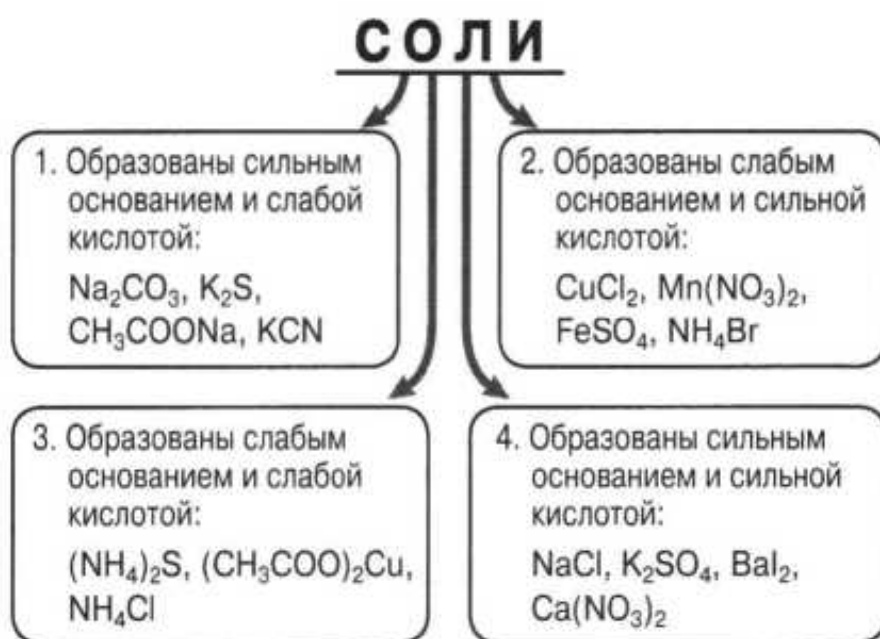 СОЛИ
1. Образованы сильным
основанием и слабой
кислотой:
Na₂CO₃, K₂S,
CH₃COONa, KCN
2. Образованы слабым
основанием и сильной
кислотой:
CuCl₂, Mn(NO₃)₂,
FeSO₄, NH₄Br
3. Образованы слабым
основанием и слабой
кислотой:
(NH₄)₂S, (CH₃COO)₂Cu,
NH₄Cl
4. Образованы сильным
основанием и сильной
кислотой:
NaCl, K₂SO₄, BaI₂,
Ca(NO₃)₂